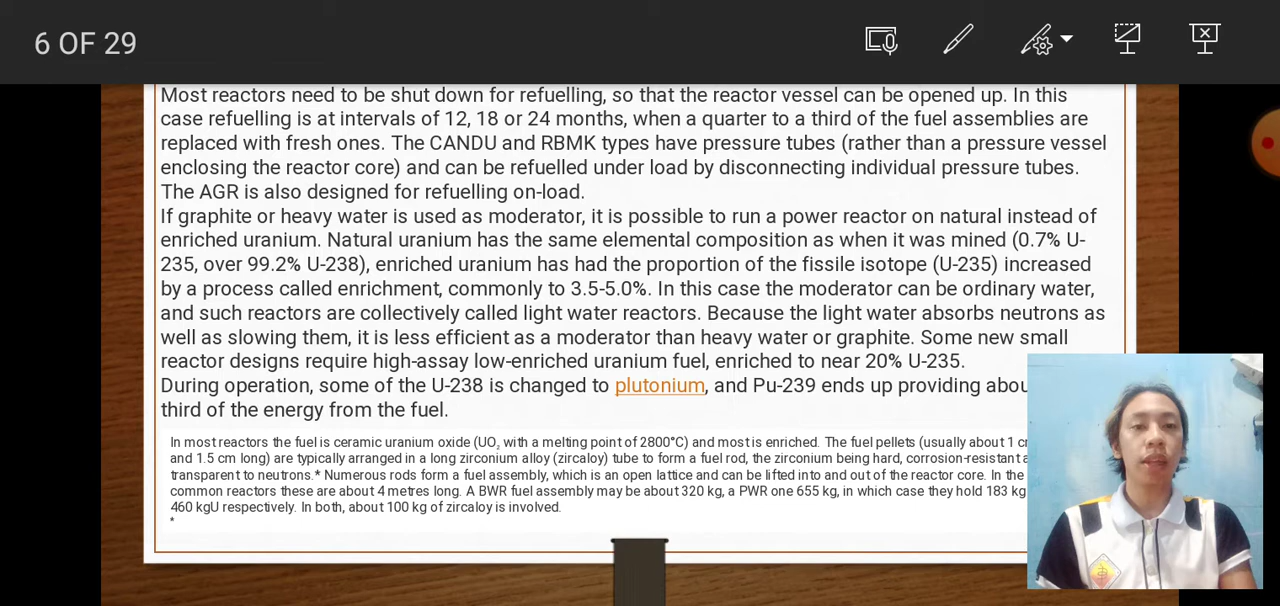 6 OF 29
Most reactors need to be shut down for refuelling, so that the reactor vessel can be opened up. In this
case refuelling is at intervals of 12, 18 or 24 months, when a quarter to a third of the fuel assemblies are
replaced with fresh ones. The CANDU and RBMK types have pressure tubes (rather than a pressure vessel
enclosing the reactor core) and can be refuelled under load by disconnecting individual pressure tubes.
The AGR is also designed for refuelling on-load.
If graphite or heavy water is used as moderator, it is possible to run a power reactor on natural instead of
enriched uranium. Natural uranium has the same elemental composition as when it was mined (0.7% U-
235, over 99.2% U-238), enriched uranium has had the proportion of the fissile isotope (U-235) increased
by a process called enrichment, commonly to 3.5-5.0%. In this case the moderator can be ordinary water,
and such reactors are collectively called light water reactors. Because the light water absorbs neutrons as
well as slowing them, it is less efficient as a moderator than heavy water or graphite. Some new small
reactor designs require high-assay low-enriched uranium fuel, enriched to near 20% U-235.
During operation, some of the U-238 is changed to plutonium, and Pu-239 ends up providing abou
third of the energy from the fuel.
In most reactors the fuel is ceramic uranium oxide (UO₂ with a melting point of 2800°C) and most is enriched. The fuel pellets (usually about 1 c
and 1.5 cm long) are typically arranged in a long zirconium alloy (zircaloy) tube to form a fuel rod, the zirconium being hard, corrosion-resistant a
transparent to neutrons.* Numerous rods form a fuel assembly, which is an open lattice and can be lifted into and out of the reactor core. In the
common reactors these are about 4 metres long. A BWR fuel assembly may be about 320 kg, a PWR one 655 kg, in which case they hold 183 kg
460 kgU respectively. In both, about 100 kg of zircaloy is involved.
*